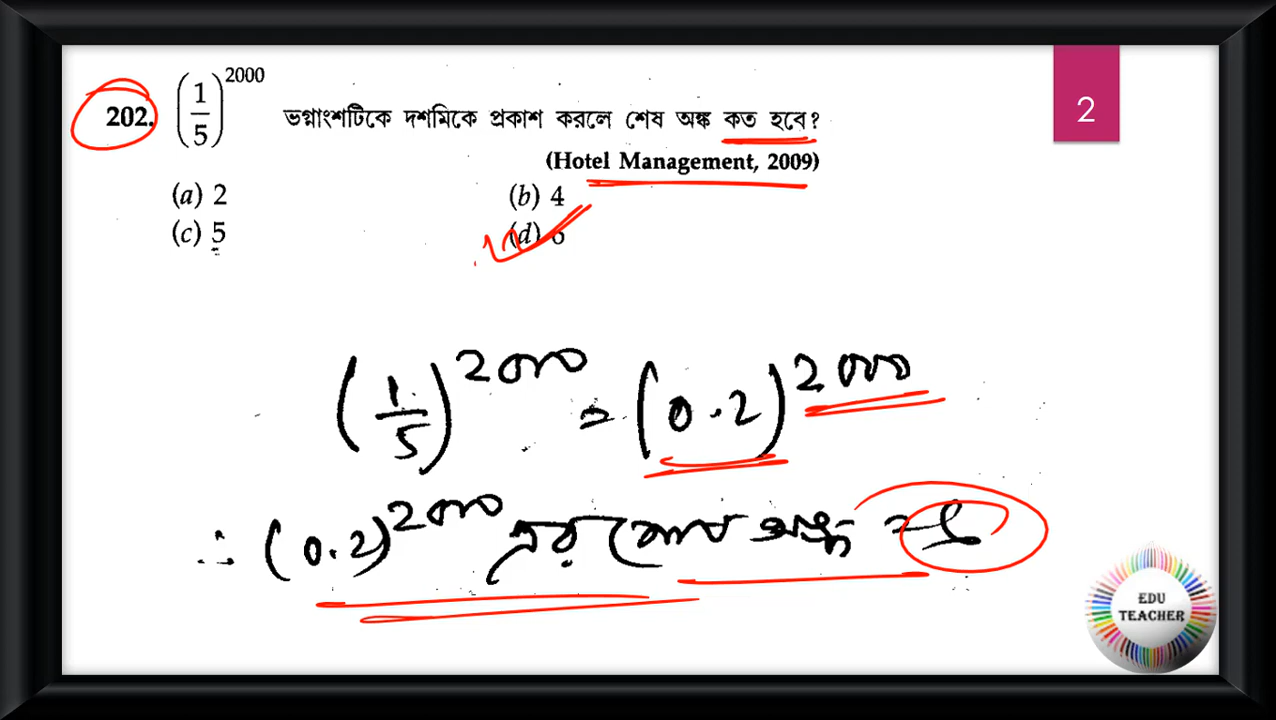 2
202. (1/5)^2000 ভগ্নাংশটিকে দশমিকে প্রকাশ করলে শেষ অঙ্ক কত হবে?
(Hotel Management, 2009)
(a) 2 (b) 4
(c) 5 (d) 6
(1/5)^2000 = (0.2)^2000
∴ (0.2)^2000 এর শেষ অঙ্ক =
EDU
TEACHER